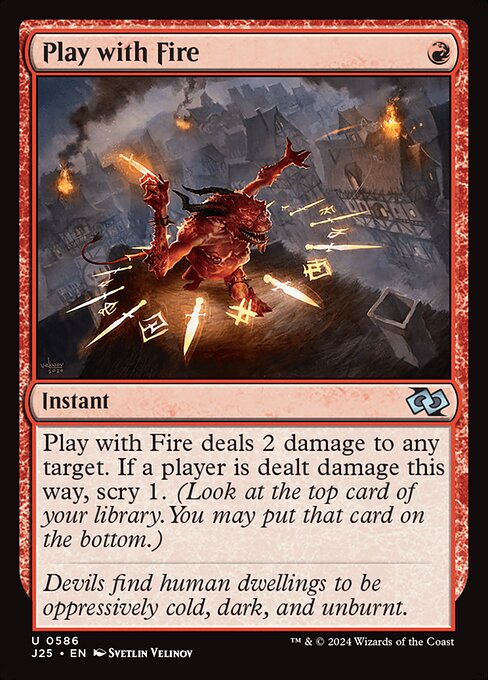 Play with Fire
VELINOV
2020
Instant
Play with Fire deals 2 damage to any
target. If a player is dealt damage this
way, scry 1. (Look at the top card of
your library. You may put that card on
the bottom.)
Devils find human dwellings to be
oppressively cold, dark, and unburnt.
U 0586
J25 • EN SVETLIN VELINOV
™ & © 2024 Wizards of the Coast